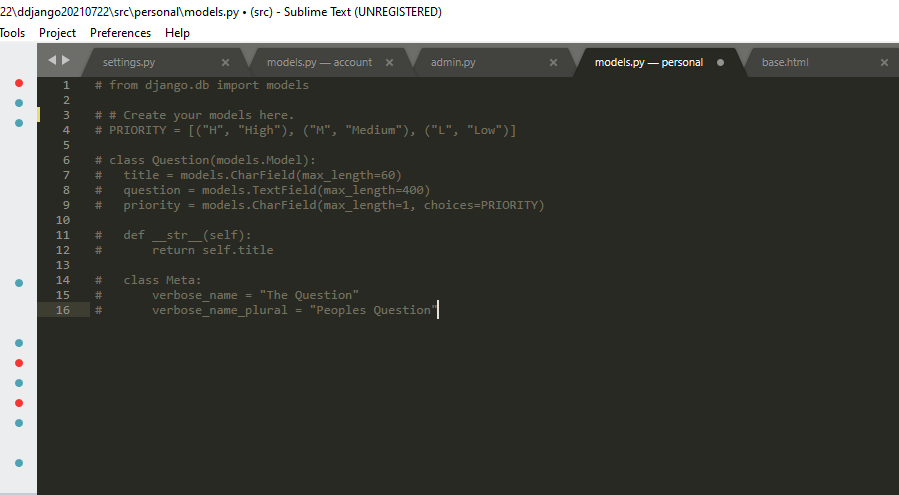 22\ddjango20210722\src\personal\models.py • (src) - Sublime Text (UNREGISTERED)
Tools Project Preferences Help
settings.py models.py — account admin.py models.py — personal base.html
1 # from django.db import models
2
3 # # Create your models here.
4 # PRIORITY = [("H", "High"), ("M", "Medium"), ("L", "Low")]
5
6 # class Question(models.Model):
7 #   title = models.CharField(max_length=60)
8 #   question = models.TextField(max_length=400)
9 #   priority = models.CharField(max_length=1, choices=PRIORITY)
10
11 #   def __str__(self):
12 #       return self.title
13
14 #   class Meta:
15 #       verbose_name = "The Question"
16 #       verbose_name_plural = "Peoples Question"